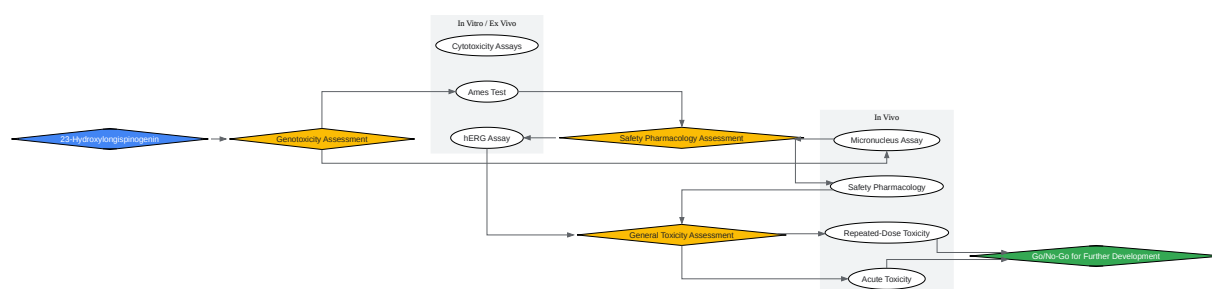 In Vitro / Ex Vivo
Cytotoxicity Assays
Ames Test
hERG Assay
23-Hydroxylongispinogenin
Genotoxicity Assessment
Safety Pharmacology Assessment
General Toxicity Assessment
In Vivo
Micronucleus Assay
Safety Pharmacology
Repeated-Dose Toxicity
Acute Toxicity
Go/No-Go for Further Development